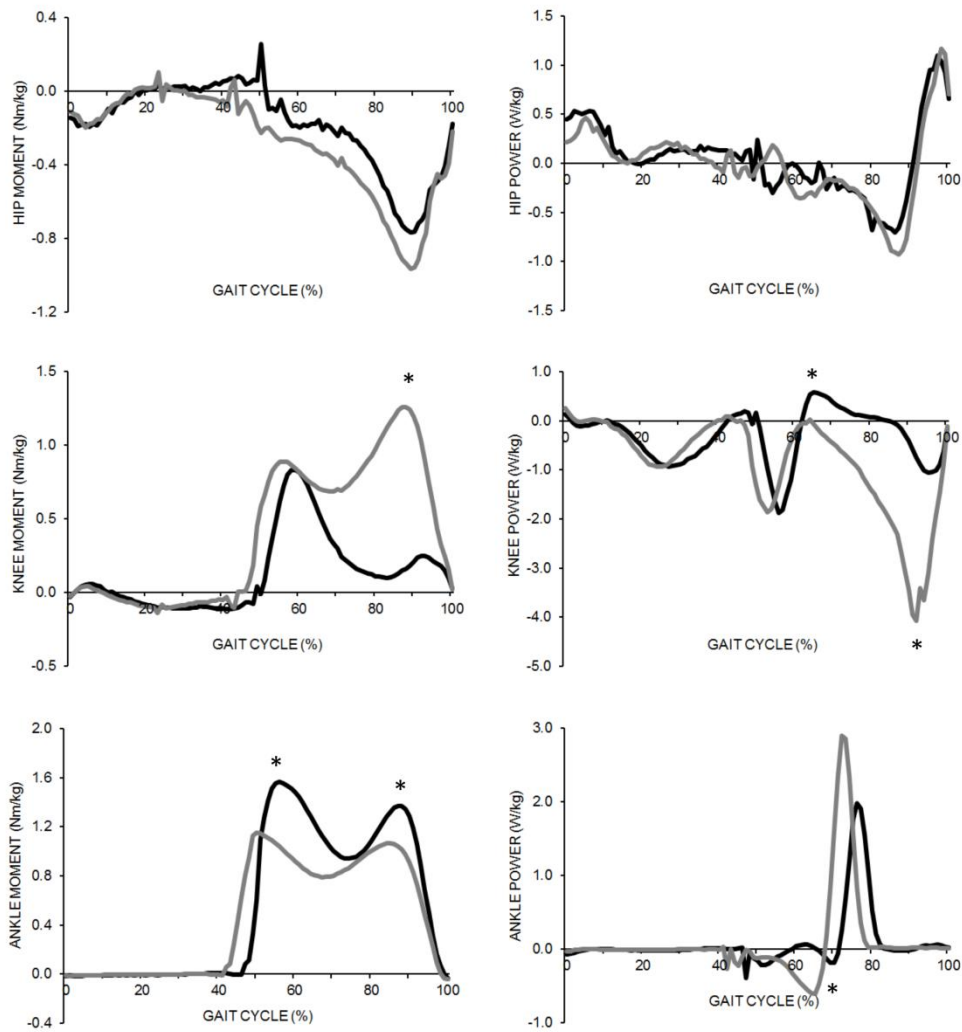 HIP MOMENT (Nm/kg)
0.4
0.0
-0.4
-0.8
-1.2
0 20 40 60 80 100
GAIT CYCLE (%)
HIP POWER (W/kg)
1.5
1.0
0.5
0.0
-0.5
-1.0
-1.5
0 20 40 60 80 100
GAIT CYCLE (%)
KNEE MOMENT (Nm/kg)
1.5
1.0
0.5
0.0
-0.5
0 20 40 60 80 100
*
GAIT CYCLE (%)
KNEE POWER (W/kg)
1.0
0.0
-1.0
-2.0
-3.0
-4.0
-5.0
0 20 40 60 80 100
*
GAIT CYCLE (%)
*
ANKLE MOMENT (Nm/kg)
2.0
1.6
1.2
0.8
0.4
0.0
-0.4
* *
0 20 40 60 80 100
GAIT CYCLE (%)
ANKLE POWER (W/kg)
3.0
2.0
1.0
0.0
-1.0
0 20 40 60 80 100
*
GAIT CYCLE (%)